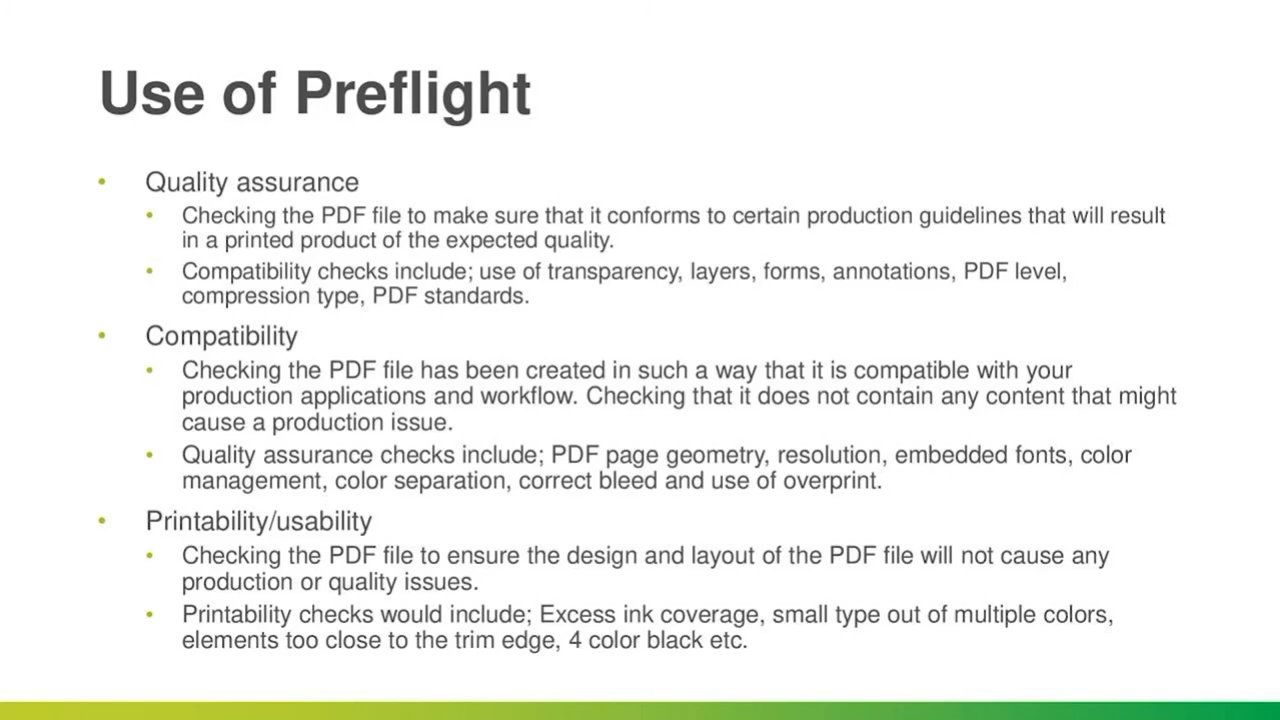 Use of Preflight
• Quality assurance
• Checking the PDF file to make sure that it conforms to certain production guidelines that will result
in a printed product of the expected quality.
• Compatibility checks include; use of transparency, layers, forms, annotations, PDF level,
compression type, PDF standards.
• Compatibility
• Checking the PDF file has been created in such a way that it is compatible with your
production applications and workflow. Checking that it does not contain any content that might
cause a production issue.
• Quality assurance checks include; PDF page geometry, resolution, embedded fonts, color
management, color separation, correct bleed and use of overprint.
• Printability/usability
• Checking the PDF file to ensure the design and layout of the PDF file will not cause any
production or quality issues.
• Printability checks would include; Excess ink coverage, small type out of multiple colors,
elements too close to the trim edge, 4 color black etc.